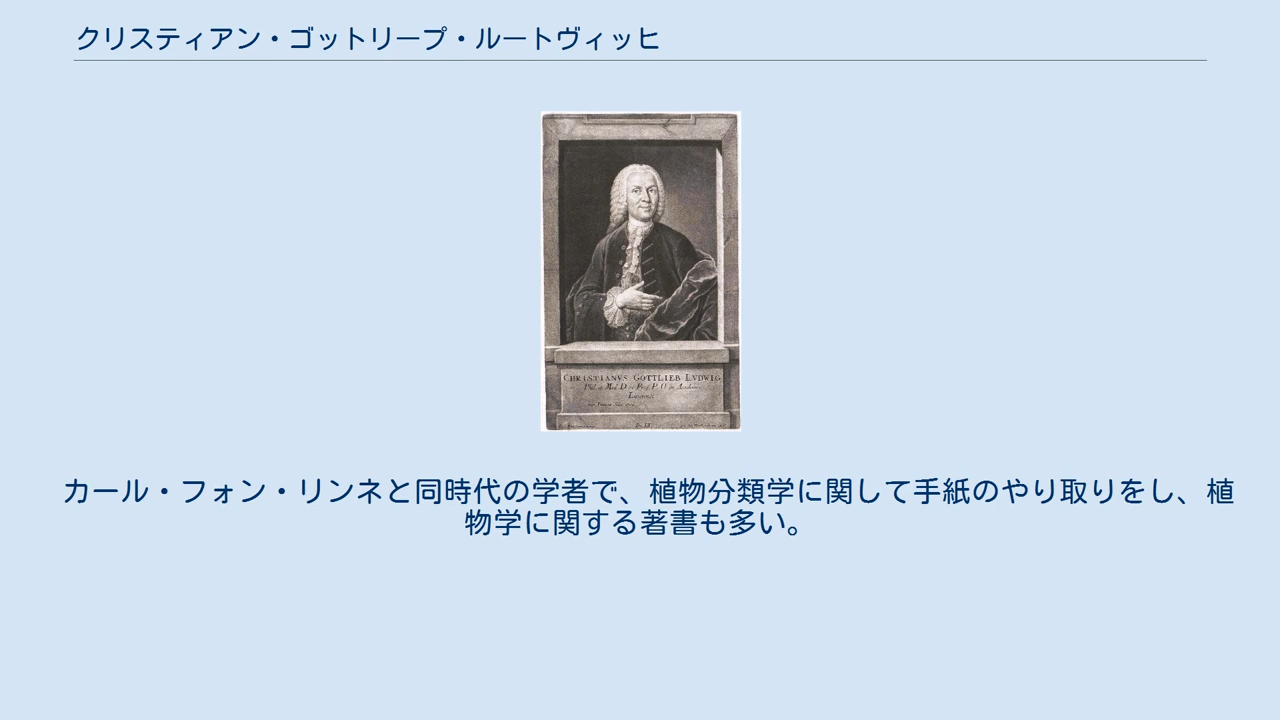 クリスティアン・ゴットリープ・ルートヴィッヒ
CHRISTIANVS GOTTLIEB LVDWIG
カール・フォン・リンネと同時代の学者で、植物分類学に関して手紙のやり取りをし、植
物学に関する著書も多い。